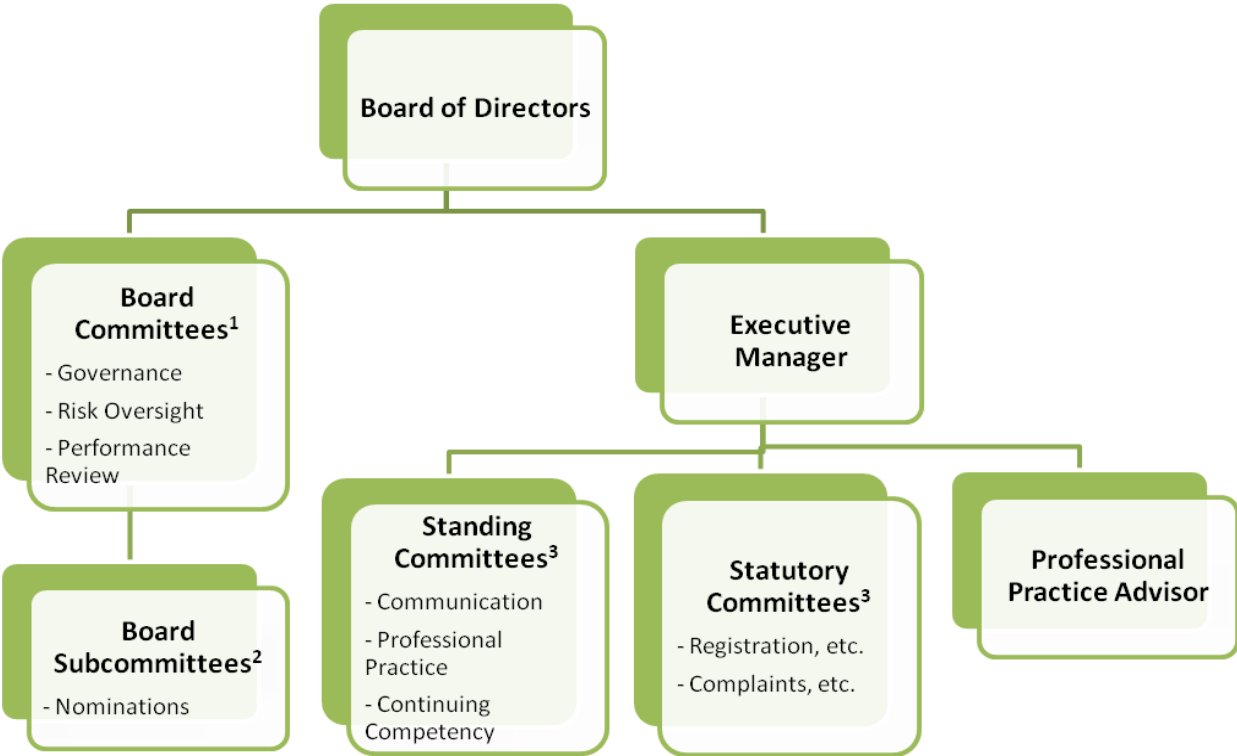 Board of Directors
Board
Committees¹
- Governance
- Risk Oversight
- Performance
Review
Executive
Manager
Board
Subcommittees²
- Nominations
Standing
Committees³
- Communication
- Professional
Practice
- Continuing
Competency
Statutory
Committees³
- Registration, etc.
- Complaints, etc.
Professional
Practice Advisor